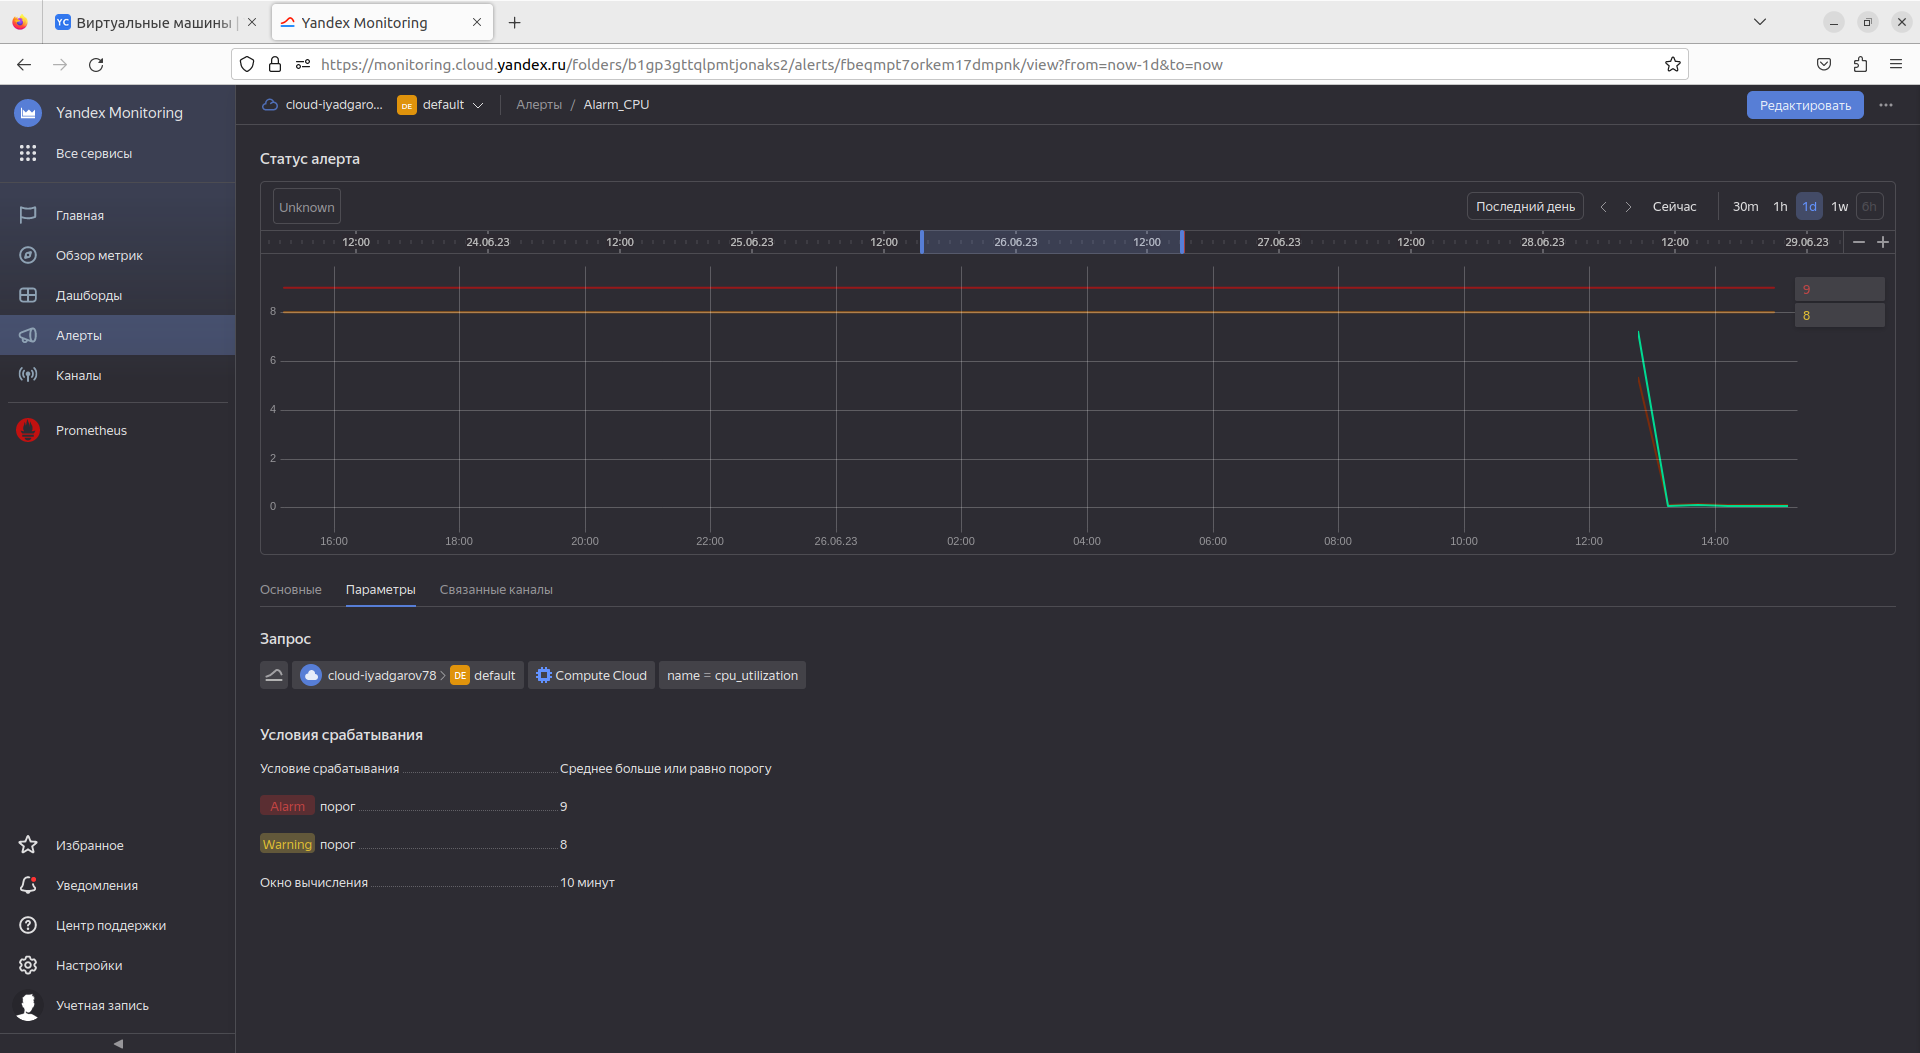 Виртуальные машины
Yandex Monitoring
https://monitoring.cloud.yandex.ru/folders/b1gp3gttqlpmtjonaks2/alerts/fbeqmpt7orkem17dmpnk/view?from=now-1d&to=now
Yandex Monitoring
Все сервисы
Главная
Обзор метрик
Дашборды
Алерты
Каналы
Prometheus
Избранное
Уведомления
Центр поддержки
Настройки
Учетная запись
cloud-iyadgaro... DE default Алерты / Alarm_CPU
Редактировать
Статус алерта
Unknown
Последний день Сейчас 30m 1h 1d 1w 6h
12:00 24.06.23 12:00 25.06.23 12:00 26.06.23 12:00 27.06.23 12:00 28.06.23 12:00 29.06.23
9
8
8
6
4
2
0
16:00 18:00 20:00 22:00 26.06.23 02:00 04:00 06:00 08:00 10:00 12:00 14:00
Основные Параметры Связанные каналы
Запрос
cloud-iyadgarov78 DE default Compute Cloud name = cpu_utilization
Условия срабатывания
Условие срабатывания Среднее больше или равно порогу
Alarm порог 9
Warning порог 8
Окно вычисления 10 минут